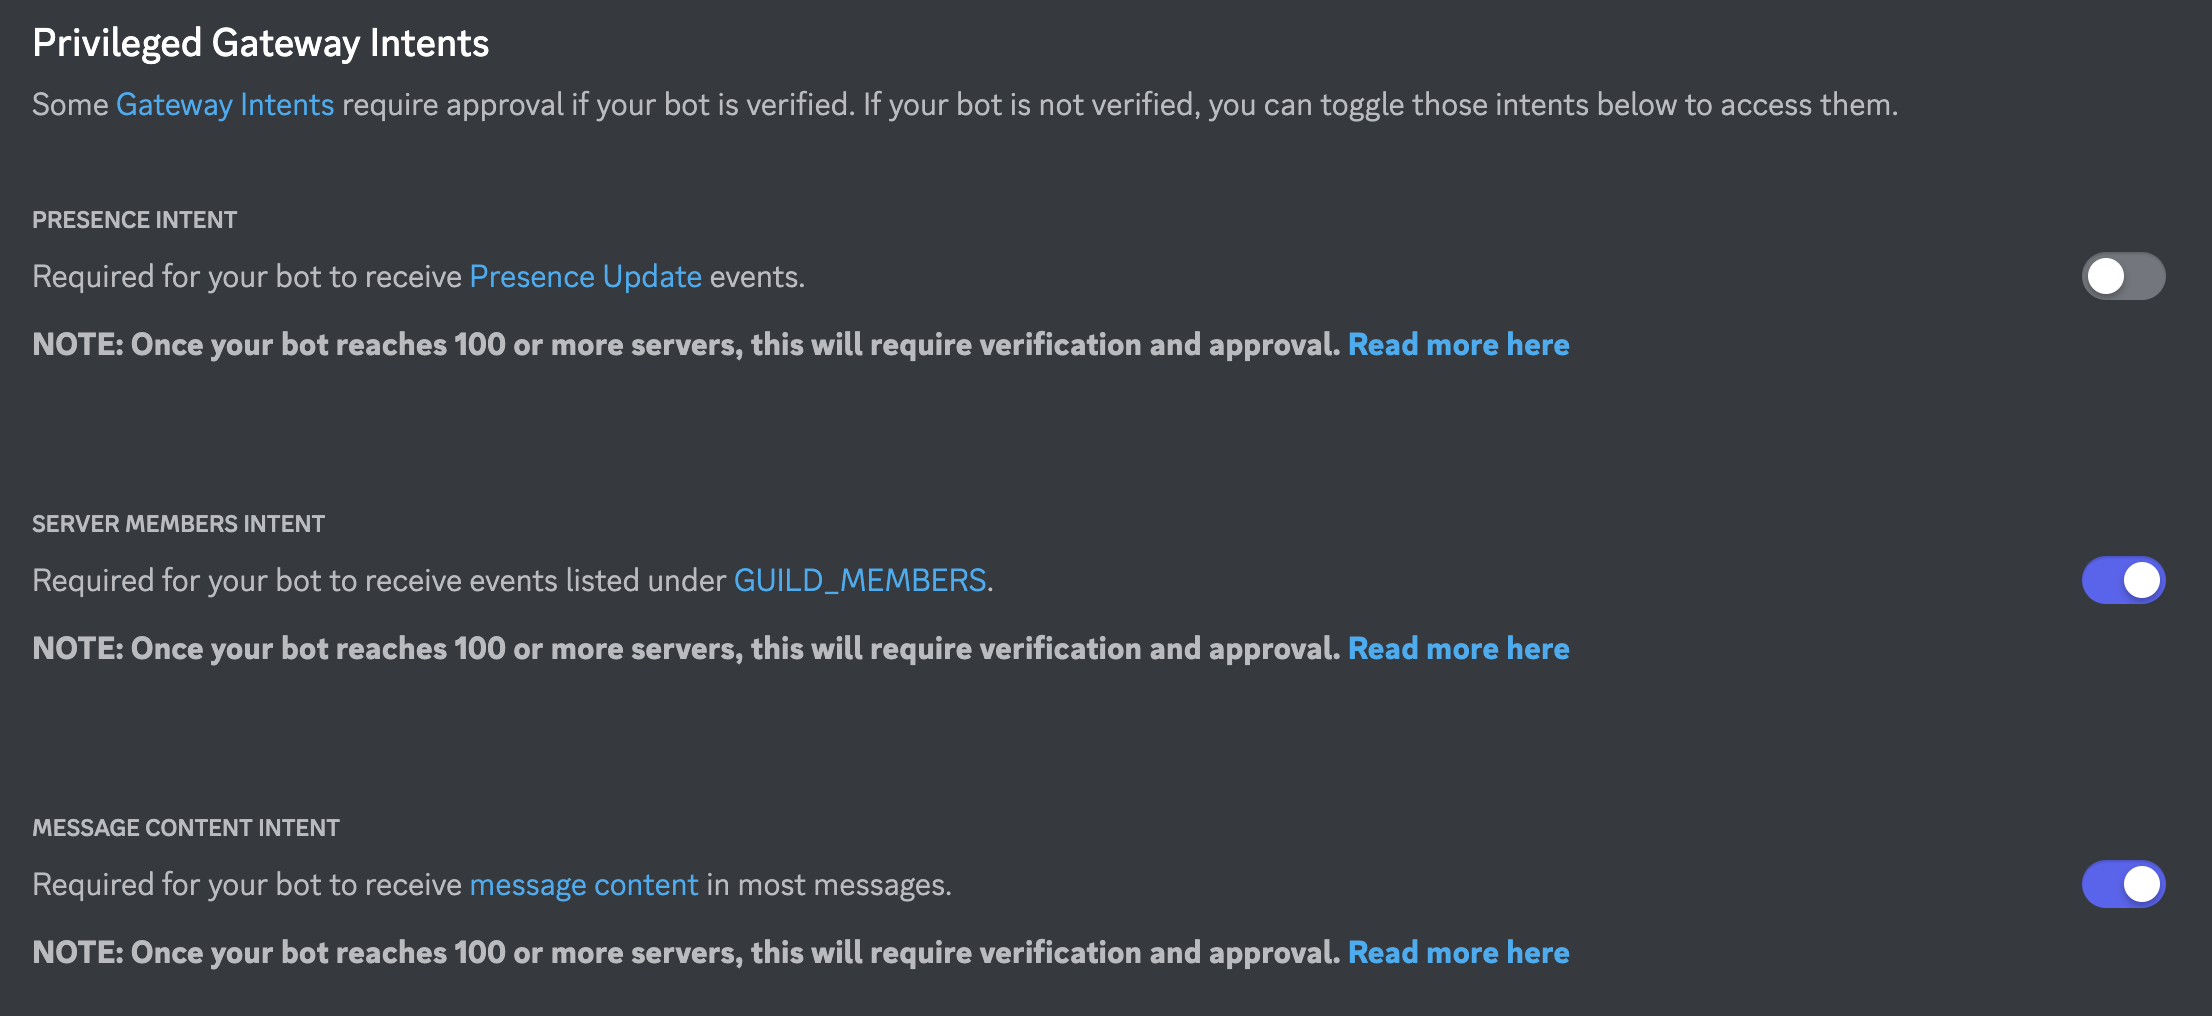 Privileged Gateway Intents
Some Gateway Intents require approval if your bot is verified. If your bot is not verified, you can toggle those intents below to access them.
PRESENCE INTENT
Required for your bot to receive Presence Update events.
NOTE: Once your bot reaches 100 or more servers, this will require verification and approval. Read more here
SERVER MEMBERS INTENT
Required for your bot to receive events listed under GUILD_MEMBERS.
NOTE: Once your bot reaches 100 or more servers, this will require verification and approval. Read more here
MESSAGE CONTENT INTENT
Required for your bot to receive message content in most messages.
NOTE: Once your bot reaches 100 or more servers, this will require verification and approval. Read more here